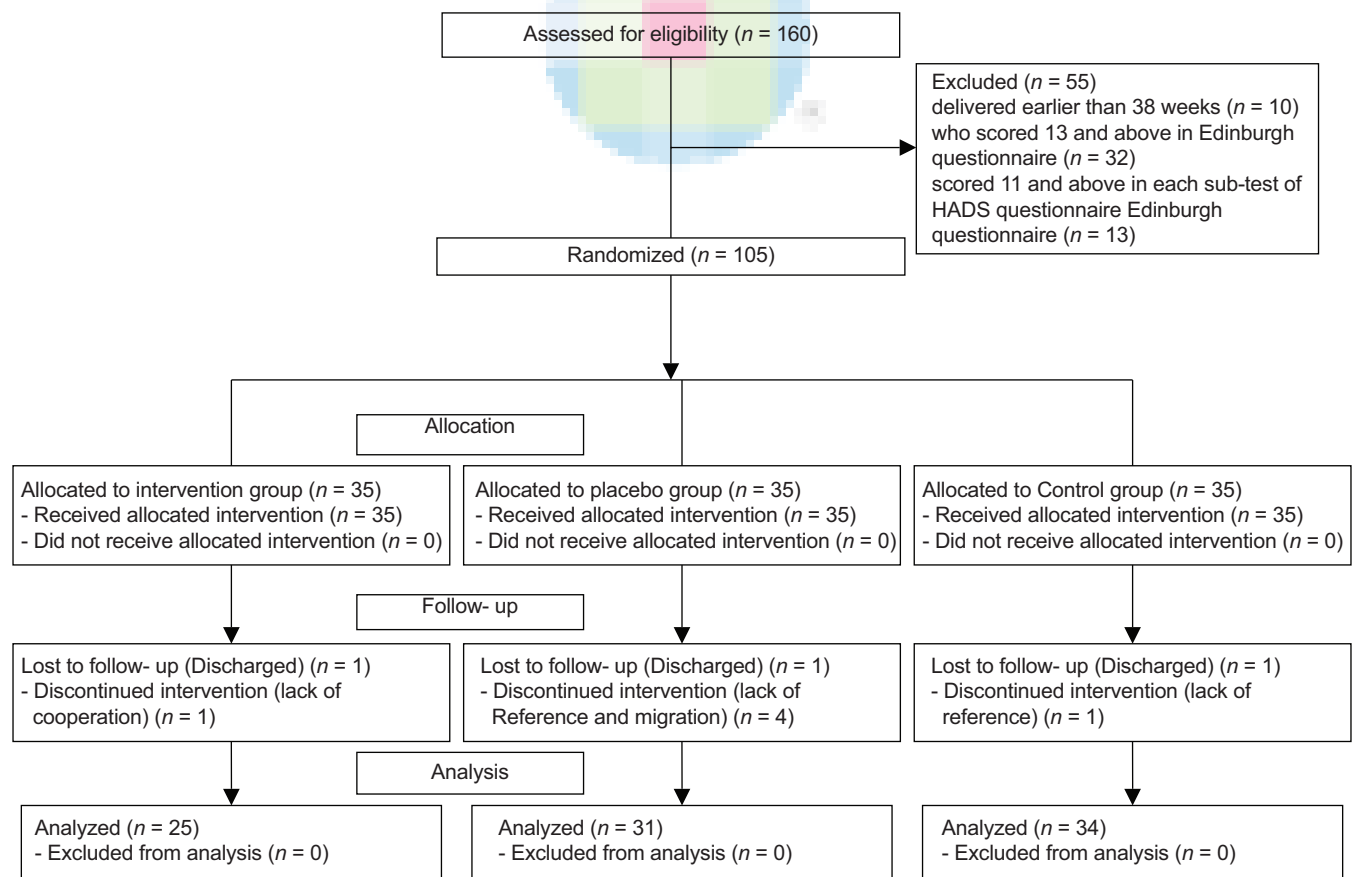 Assessed for eligibility (n = 160)
Excluded (n = 55)
delivered earlier than 38 weeks (n = 10)
who scored 13 and above in Edinburgh
questionnaire (n = 32)
scored 11 and above in each sub-test of
HADS questionnaire Edinburgh
questionnaire (n = 13)
Randomized (n = 105)
Allocation
Allocated to intervention group (n = 35)
- Received allocated intervention (n = 35)
- Did not receive allocated intervention (n = 0)
Allocated to placebo group (n = 35)
- Received allocated intervention (n = 35)
- Did not receive allocated intervention (n = 0)
Allocated to Control group (n = 35)
- Received allocated intervention (n = 35)
- Did not receive allocated intervention (n = 0)
Follow- up
Lost to follow- up (Discharged) (n = 1)
- Discontinued intervention (lack of
cooperation) (n = 1)
Lost to follow- up (Discharged) (n = 1)
- Discontinued intervention (lack of
Reference and migration) (n = 4)
Lost to follow- up (Discharged) (n = 1)
- Discontinued intervention (lack of
reference) (n = 1)
Analysis
Analyzed (n = 25)
- Excluded from analysis (n = 0)
Analyzed (n = 31)
- Excluded from analysis (n = 0)
Analyzed (n = 34)
- Excluded from analysis (n = 0)